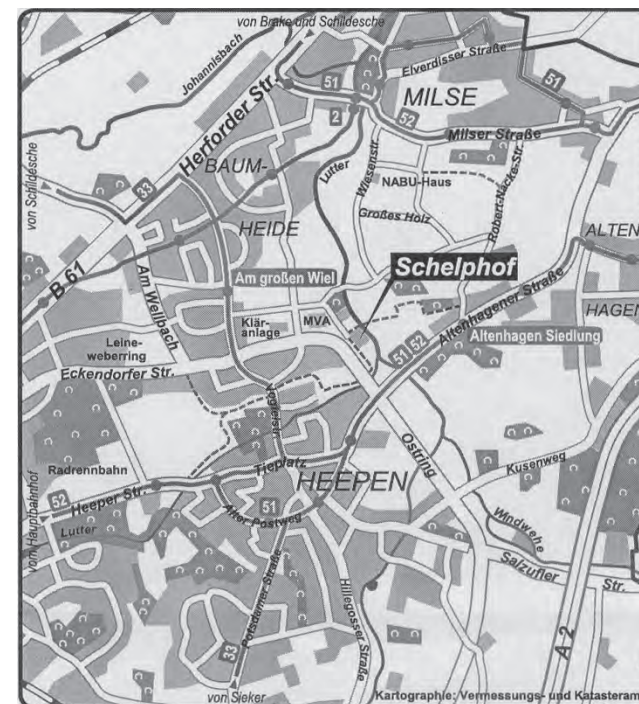 von Brake und Schildesche
Johannisbach
Elverdisser Straße
51
MILSE
51
Herforder Str.
2
52
Milser Straße
BAUM-
Lutter
Wiesenstr.
NABU-Haus
Robert-Nacke-Str.
33
von Schildesche
Großes Holz
HEIDE
ALTEN
Schelphof
B 61
Am großen Wiel
Am Wellbach
HAGEN
Klär-
anlage
MVA
Altenhagener Straße
51 52
Altenhagen Siedlung
Leine-
weberring
Eckendorfer Str.
Vogteistr.
Ostring
Kusenweg
Radrennbahn
Tieplatz
HEEPEN
52
Heeper Str.
51
Alter Postweg
vom Hauptbahnhof
Lutter
Windwehe
Salzufler Str.
Potsdamer Straße
Hillegosser Straße
33
A 2
von Sieker
Kartographie: Vermessungs- und Katasteram